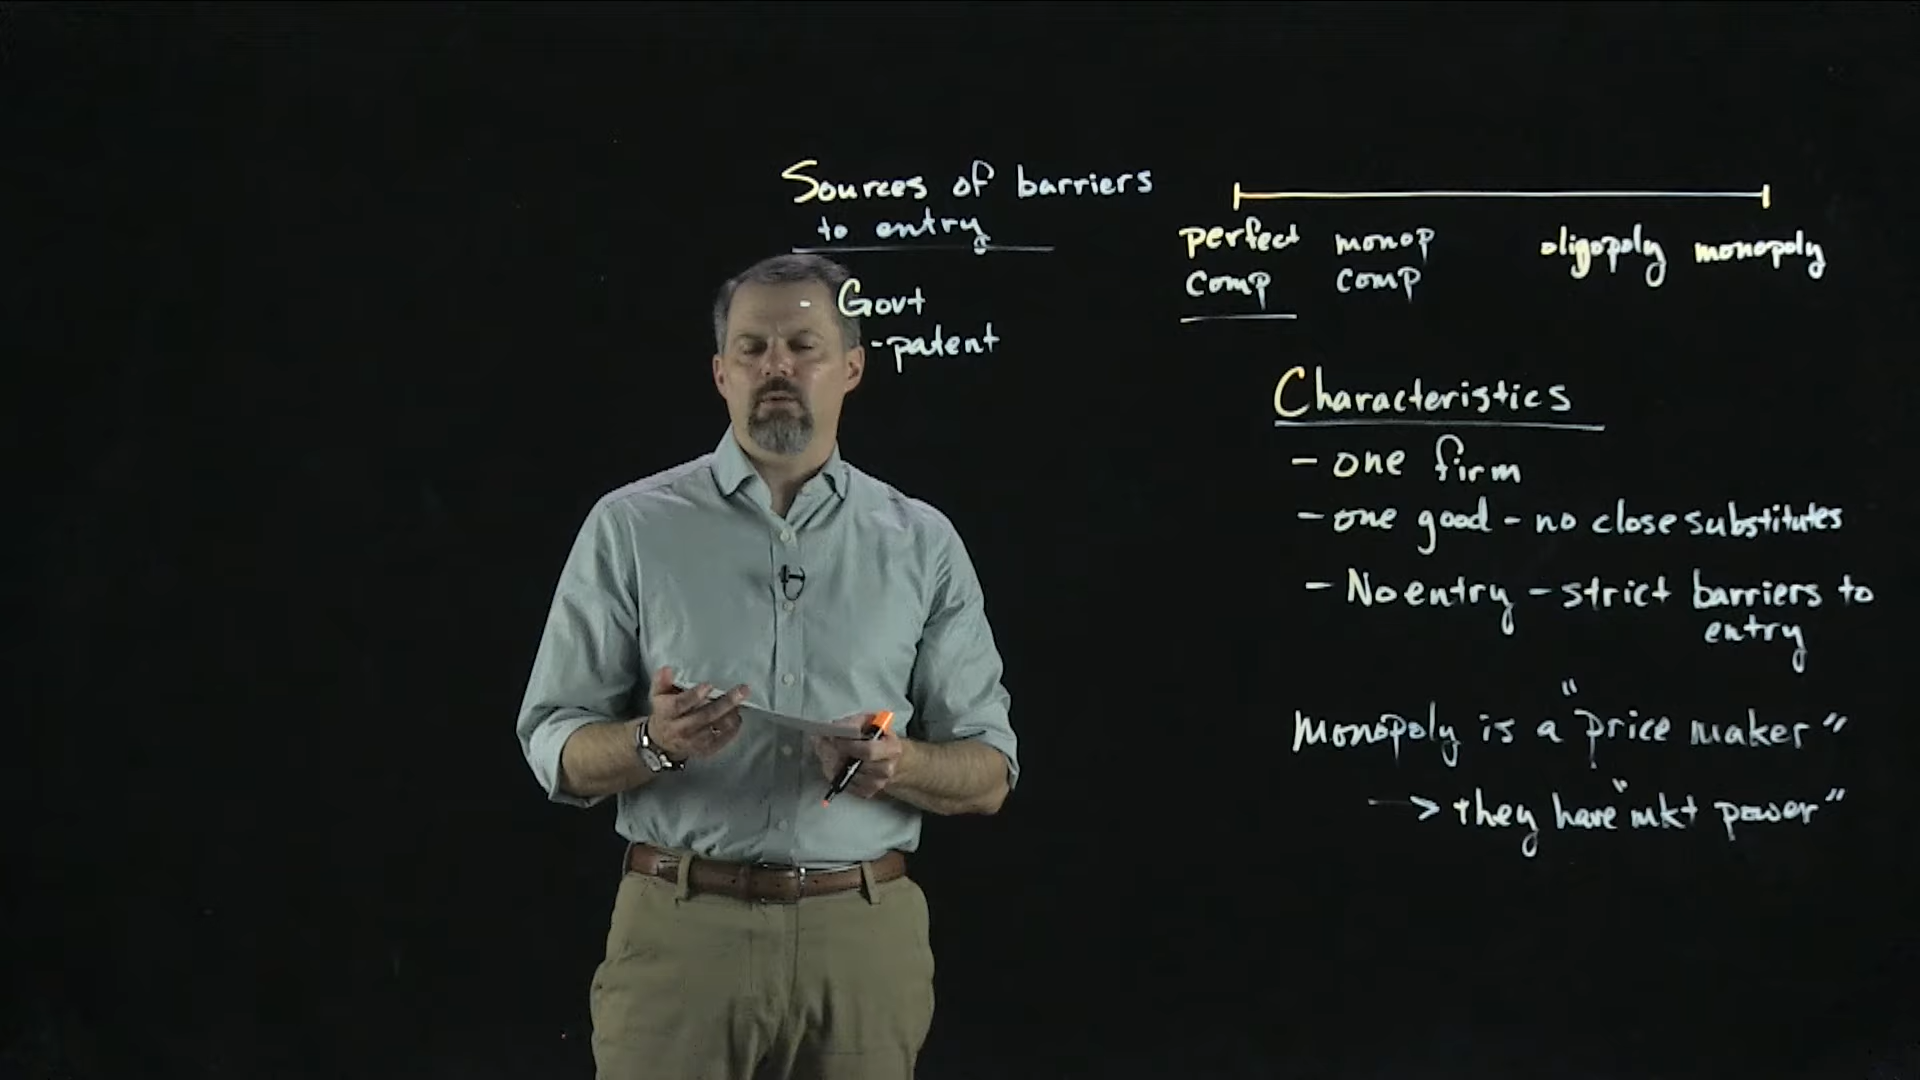 Sources of barriers
to entry
- Govt
-patent
perfect
comp
monop
comp
oligopoly
monopoly
Characteristics
- one firm
- one good - no close substitutes
- No entry - strict barriers to
entry
Monopoly is a "price maker"
-> they have "mkt power"